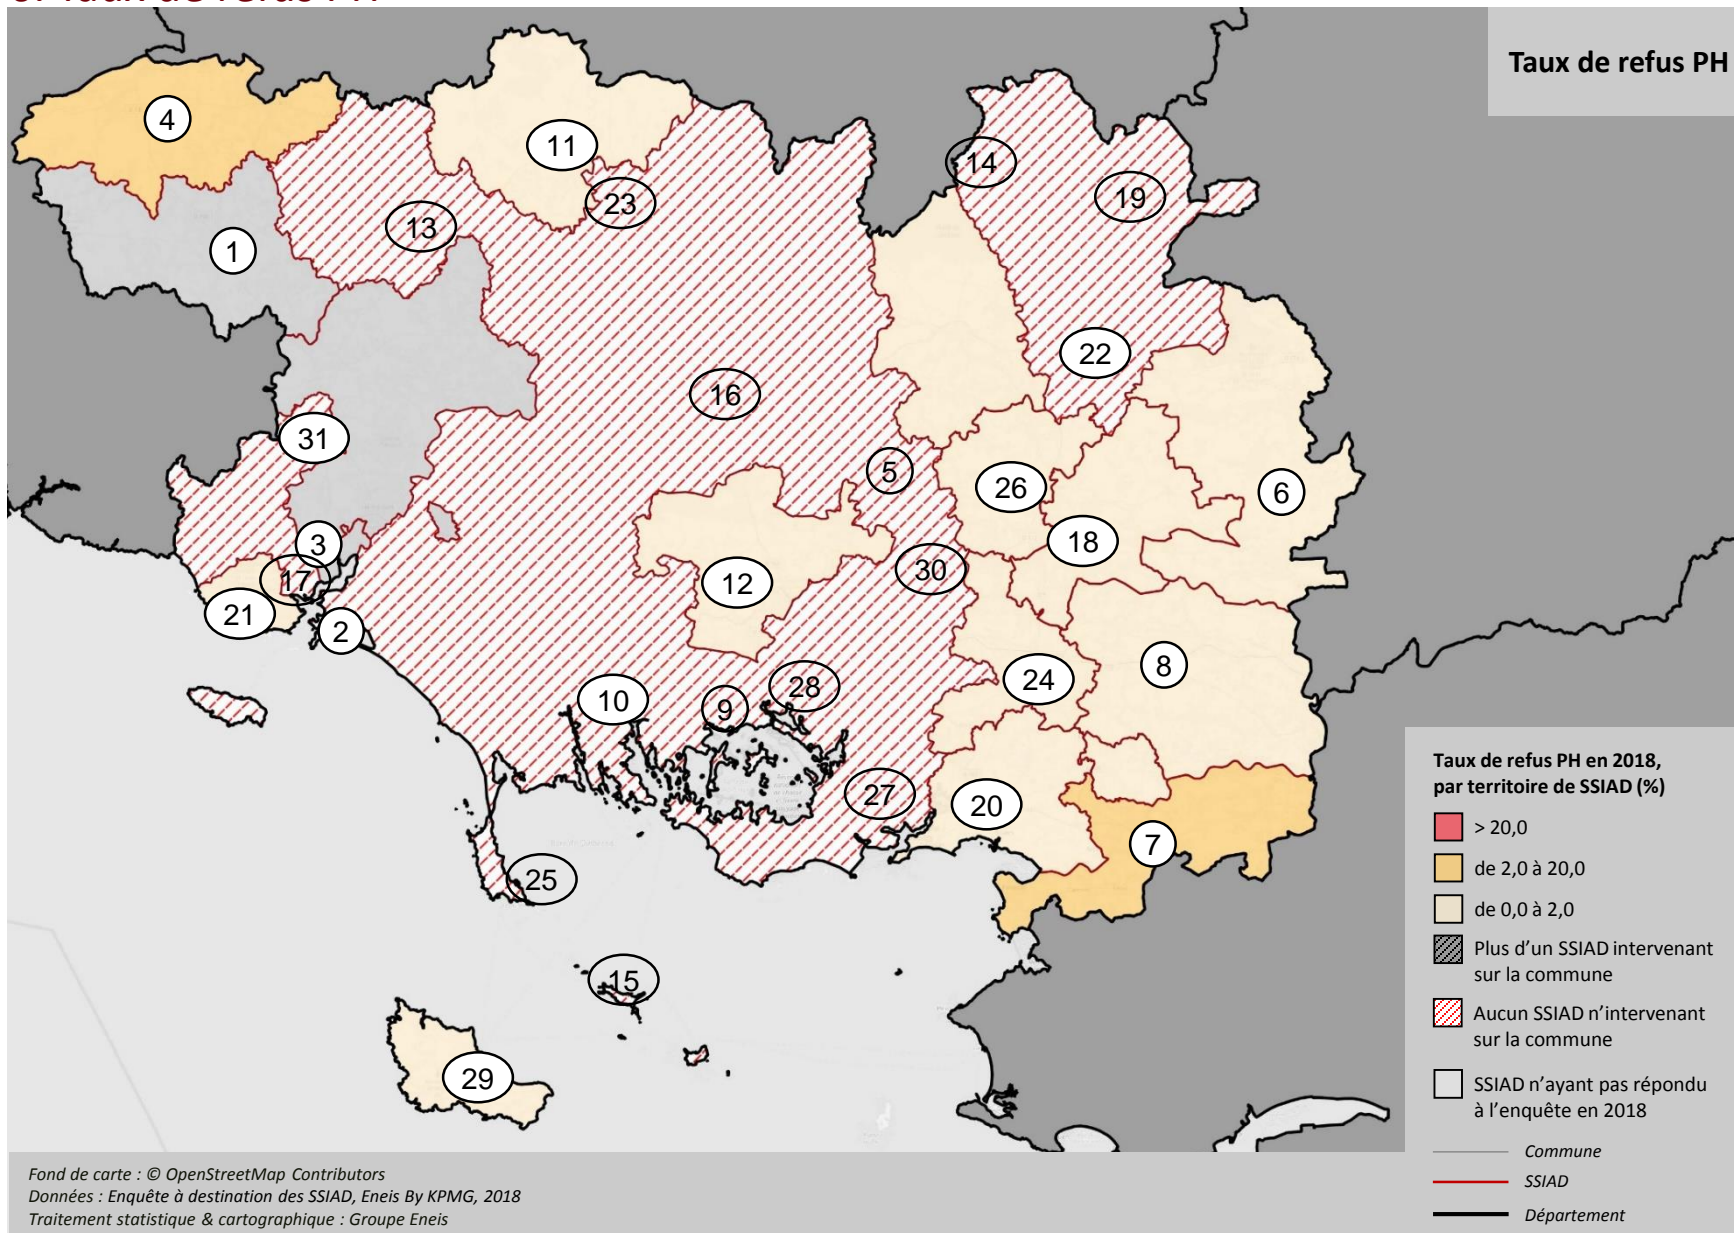 Taux de refus PH
4
11
14
19
23
13
1
22
16
31
5
26
6
3
18
17
12
30
21
2
8
24
28
10
9
27
20
7
25
15
29
Taux de refus PH en 2018,
par territoire de SSIAD (%)
> 20,0
de 2,0 à 20,0
de 0,0 à 2,0
Plus d'un SSIAD intervenant
sur la commune
Aucun SSIAD n'intervenant
sur la commune
SSIAD n'ayant pas répondu
à l'enquête en 2018
Commune
SSIAD
Département
Fond de carte : © OpenStreetMap Contributors
Données : Enquête à destination des SSIAD, Eneis By KPMG, 2018
Traitement statistique & cartographique : Groupe Eneis